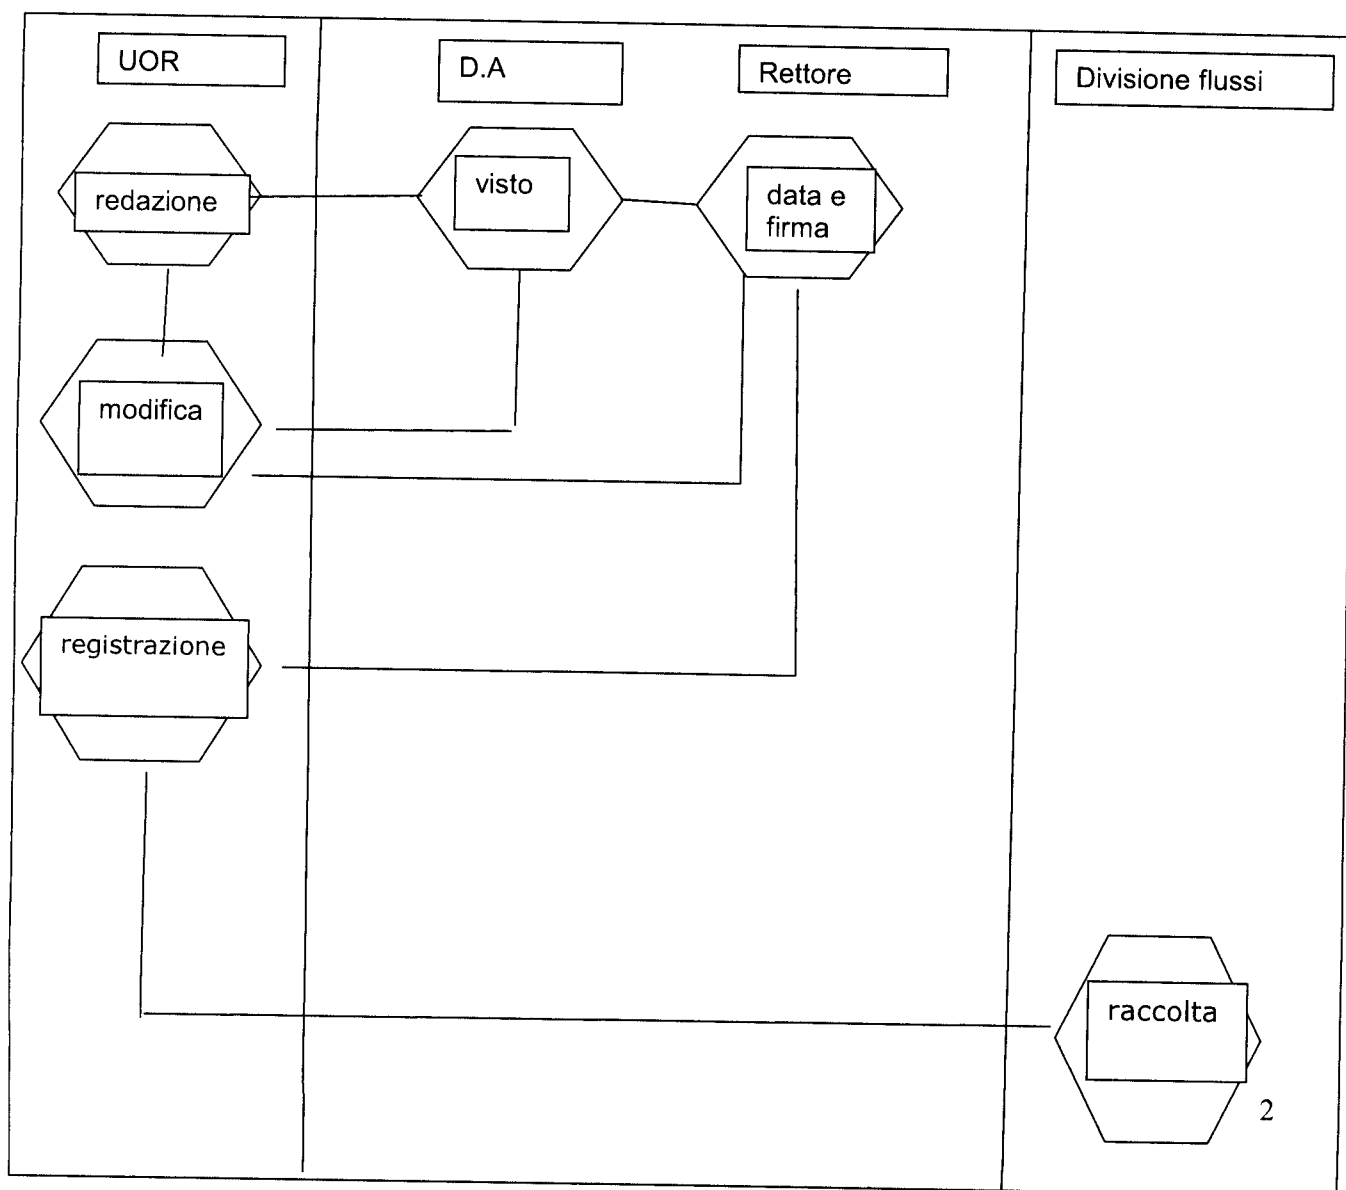 UOR
D.A
Rettore
Divisione flussi
redazione
visto
data e
firma
modifica
registrazione
raccolta
2